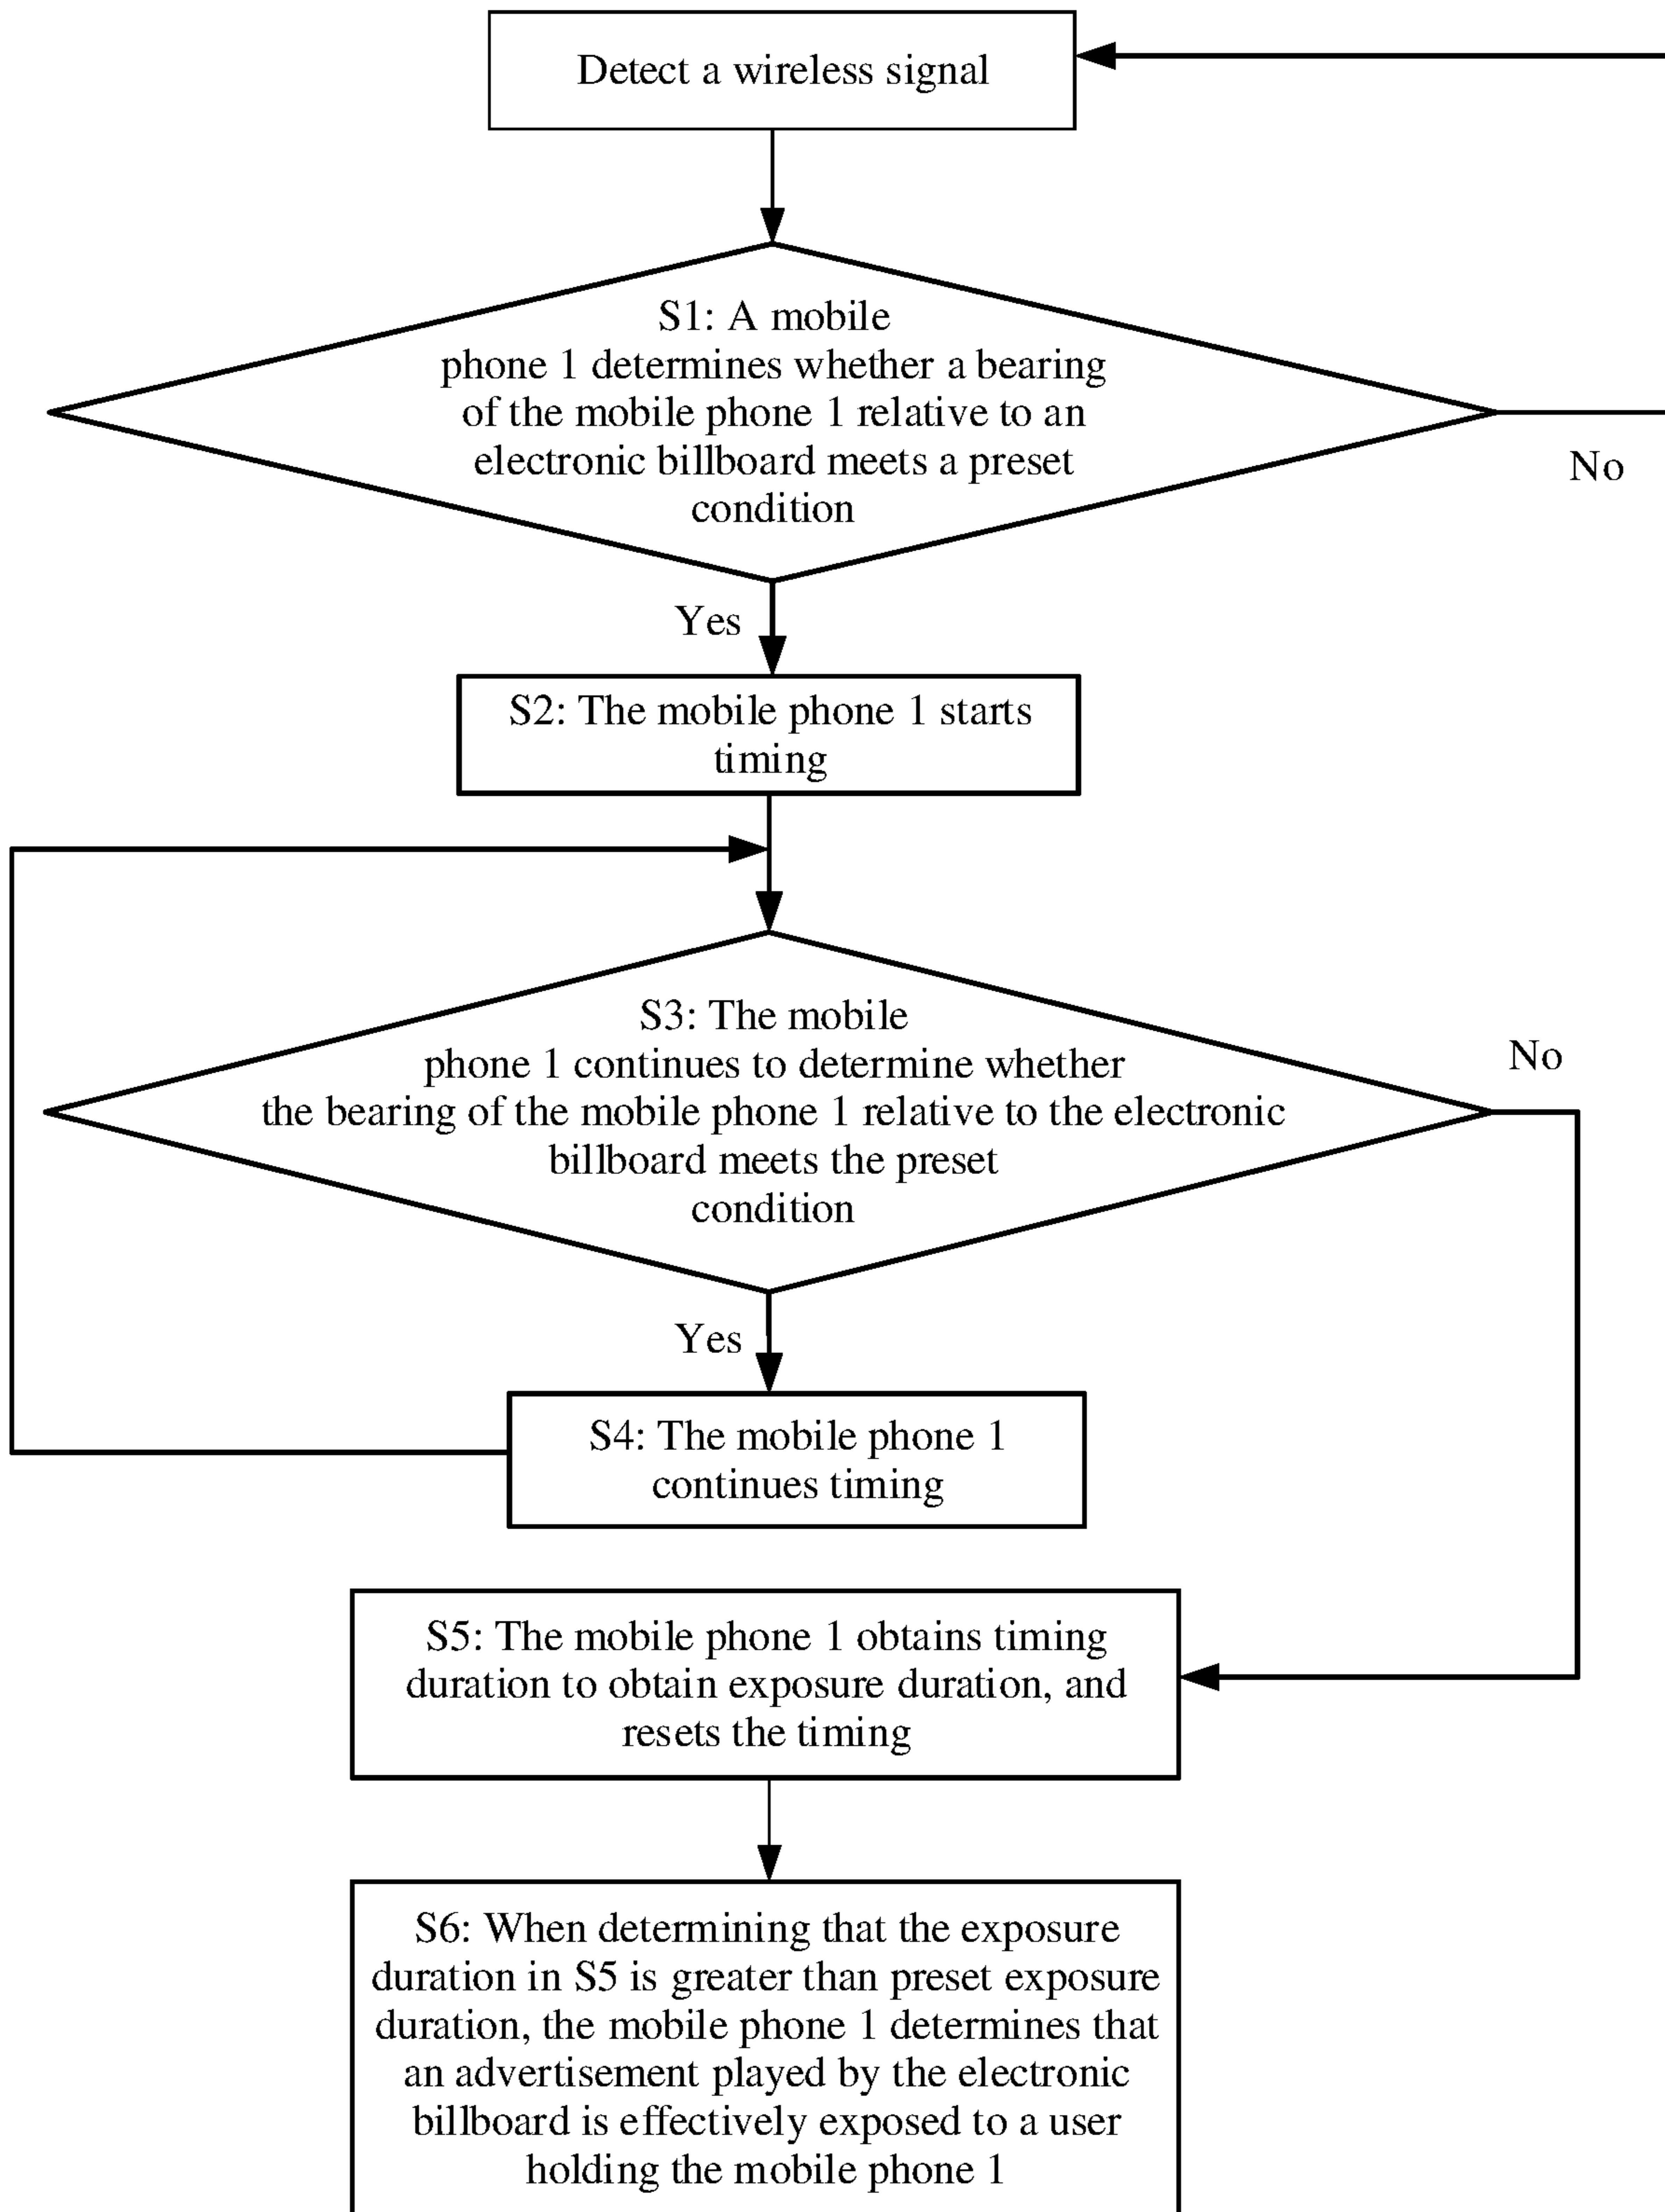 Detect a wireless signal
S1: A mobile
phone 1 determines whether a bearing
of the mobile phone 1 relative to an
electronic billboard meets a preset
condition
No
Yes
S2: The mobile phone 1 starts
timing
S3: The mobile
phone 1 continues to determine whether
the bearing of the mobile phone 1 relative to the electronic
billboard meets the preset
condition
No
Yes
S4: The mobile phone 1
continues timing
S5: The mobile phone 1 obtains timing
duration to obtain exposure duration, and
resets the timing
S6: When determining that the exposure
duration in S5 is greater than preset exposure
duration, the mobile phone 1 determines that
an advertisement played by the electronic
billboard is effectively exposed to a user
holding the mobile phone 1